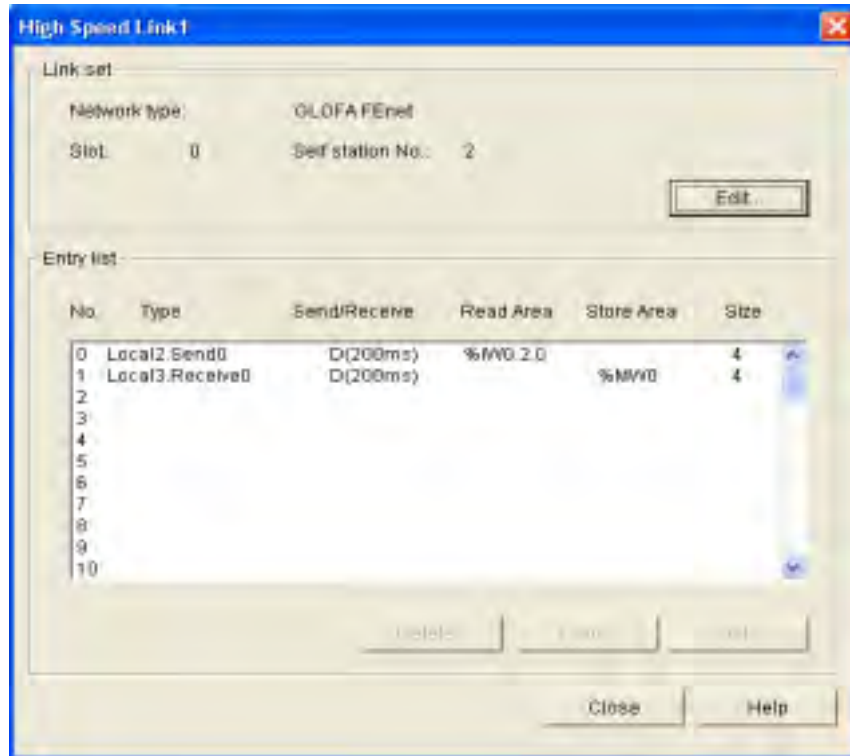 High Speed Link1
Link set
Network type: GLOFA FEnet
Slot: 0 Self station No.: 2
Edit...
Entry list
No. Type Send/Receive Read Area Store Area Size
0 Local2.Send0 D(200ms) %IW0.2.0 4
1 Local3.Receive0 D(200ms) %MW0 4
2
3
4
5
6
7
8
9
10
Delete
Close Help